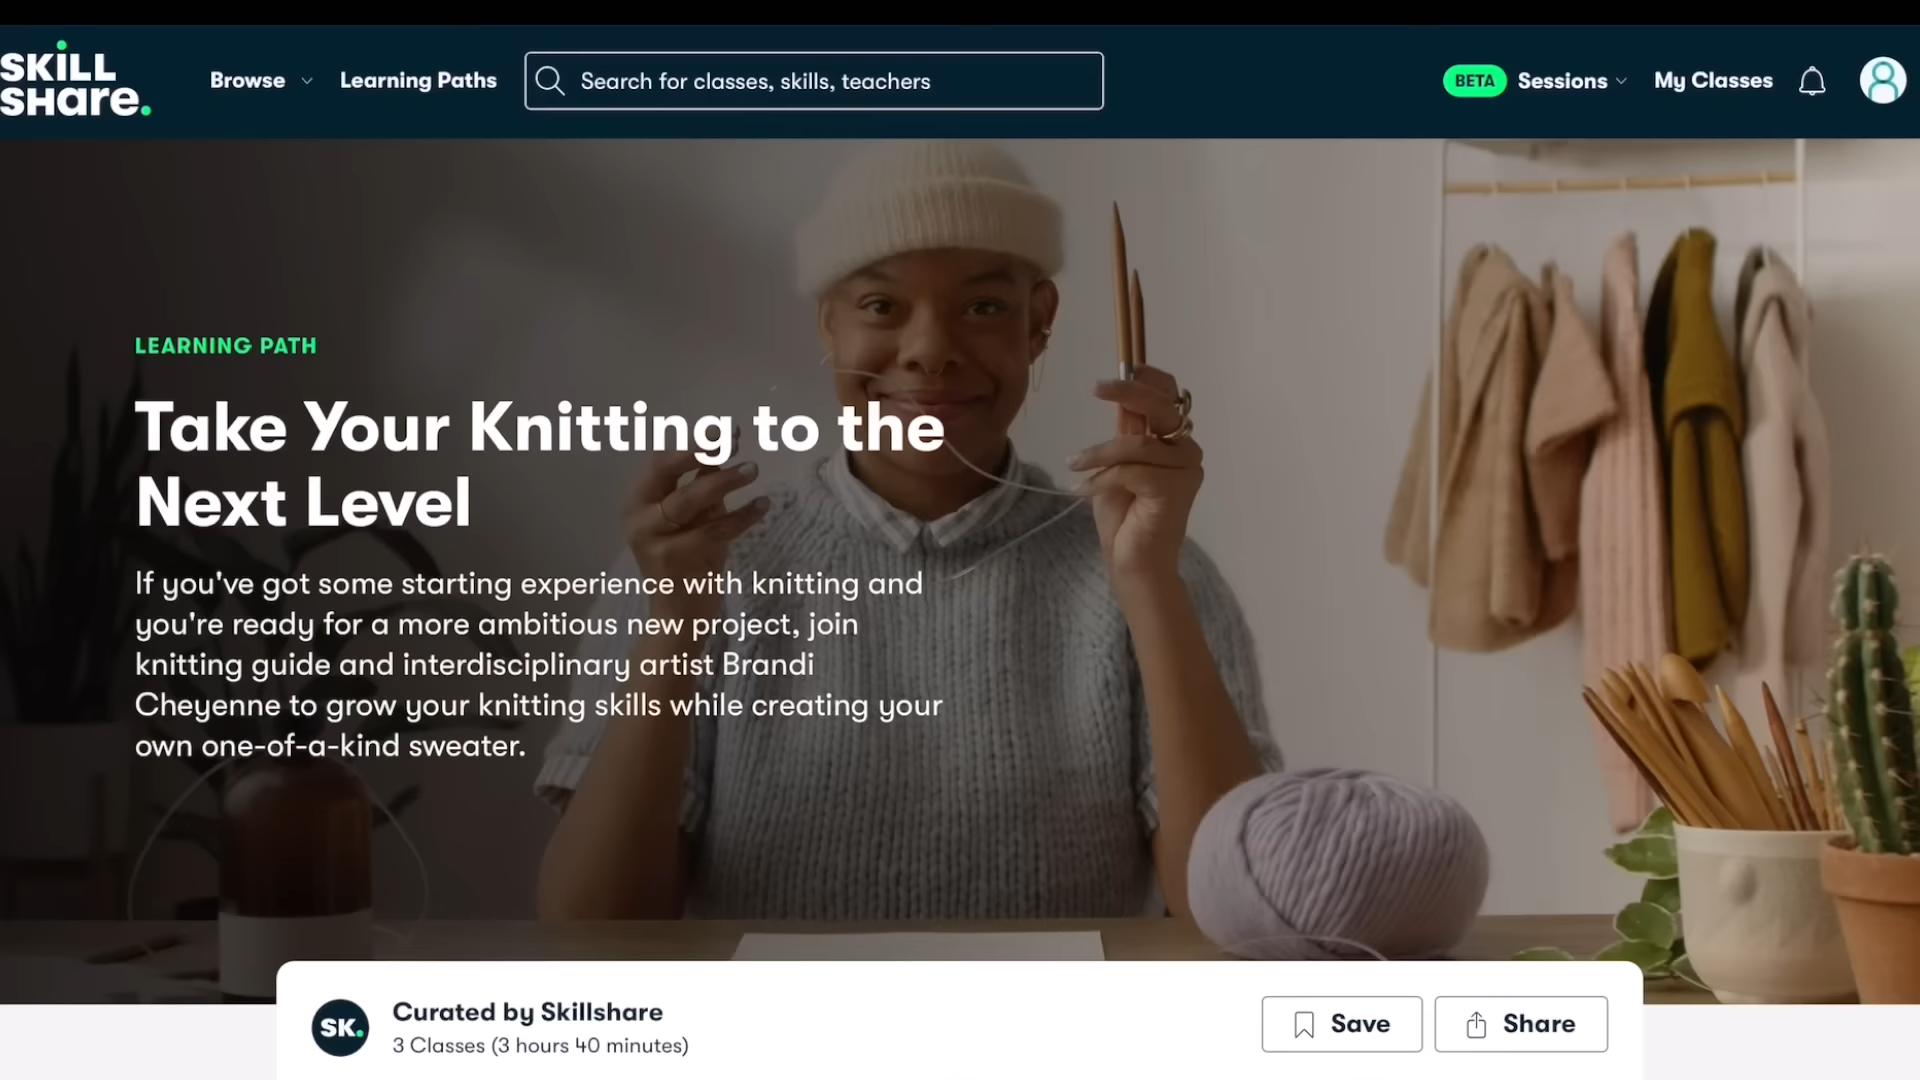 SKILL
SHare.
Browse
Learning Paths
Search for classes, skills, teachers
BETA
Sessions
My Classes
LEARNING PATH
Take Your Knitting to the
Next Level
If you've got some starting experience with knitting and
you're ready for a more ambitious new project, join
knitting guide and interdisciplinary artist Brandi
Cheyenne to grow your knitting skills while creating your
own one-of-a-kind sweater.
SK.
Curated by Skillshare
3 Classes (3 hours 40 minutes)
Save
Share